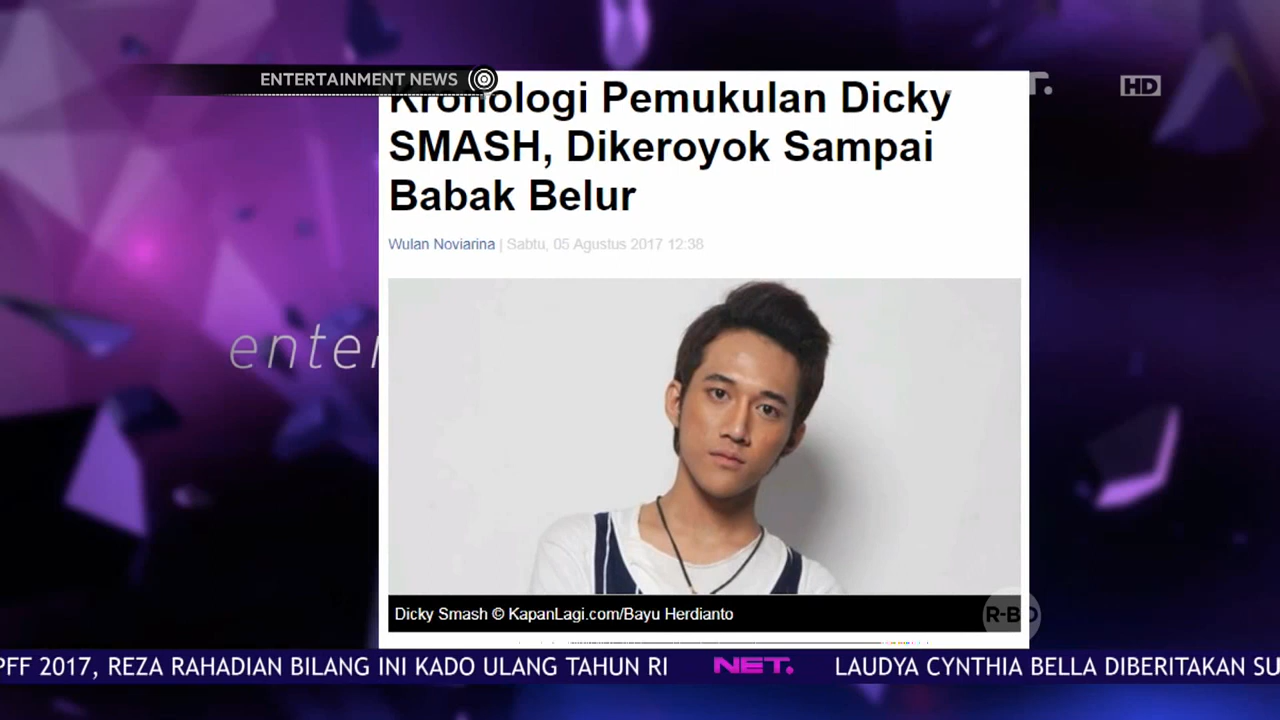 ENTERTAINMENT NEWS
HD
Kronologi Pemukulan Dicky
SMASH, Dikeroyok Sampai
Babak Belur
Wulan Noviarina | Sabtu, 05 Agustus 2017 12:38
enter
Dicky Smash © KapanLagi.com/Bayu Herdianto
R-BO
PFF 2017, REZA RAHADIAN BILANG INI KADO ULANG TAHUN RI NET. LAUDYA CYNTHIA BELLA DIBERITAKAN SU